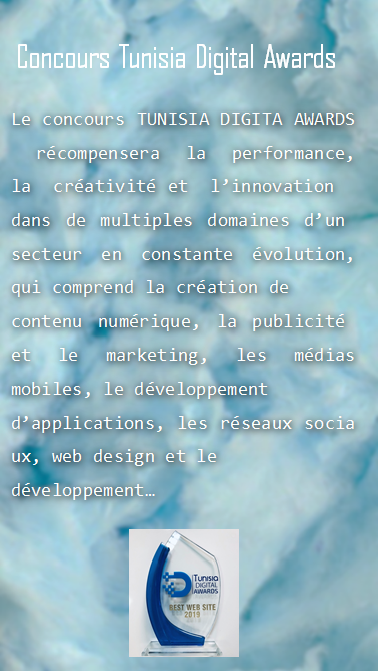 Concours Tunisia Digital Awards
Le concours TUNISIA DIGITA AWARDS
récompensera la performance,
la créativité et l’innovation
dans de multiples domaines d’un
secteur en constante évolution,
qui comprend la création de
contenu numérique, la publicité
et le marketing, les médias
mobiles, le développement
d’applications, les réseaux socia
ux, web design et le
développement…
Tunisia
DIGITAL
AWARDS
BEST WEB SITE
2019